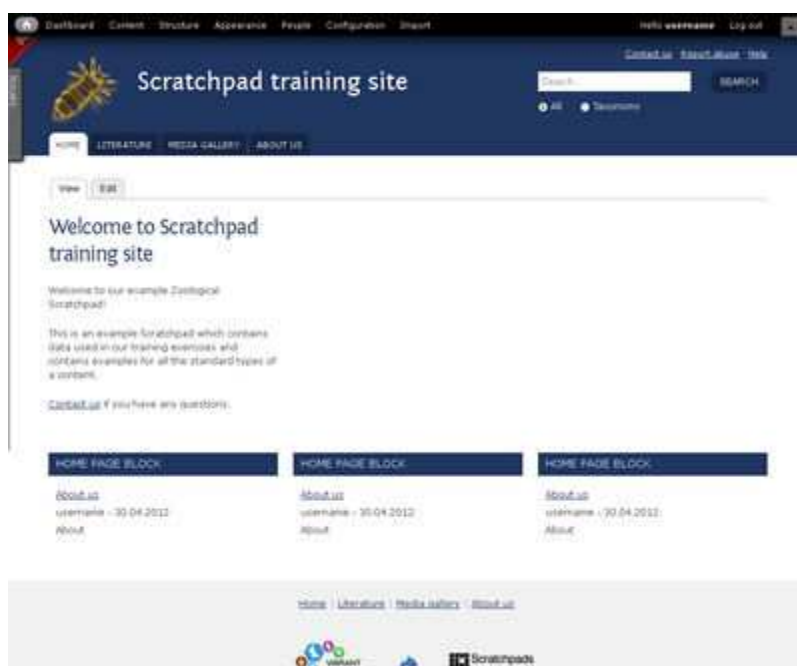 Dashboard Content Structure Appearance People Configuration Import Hello username Log out
Contact us Report abuse Help
Scratchpad training site
Search
SEARCH
All Taxonomy
HOME LITERATURE MEDIA GALLERY ABOUT US
View Edit
Welcome to Scratchpad
training site
Welcome to our example Zoological
Scratchpad!
This is an example Scratchpad which contains
data used in our training exercises and
contains examples for all the standard types of
a content.
Contact us if you have any questions.
HOME PAGE BLOCK HOME PAGE BLOCK HOME PAGE BLOCK
About us About us About us
username - 30.04.2012 username - 30.04.2012 username - 30.04.2012
About About About
Home Literature Media gallery About us
VIBRANT Scratchpads